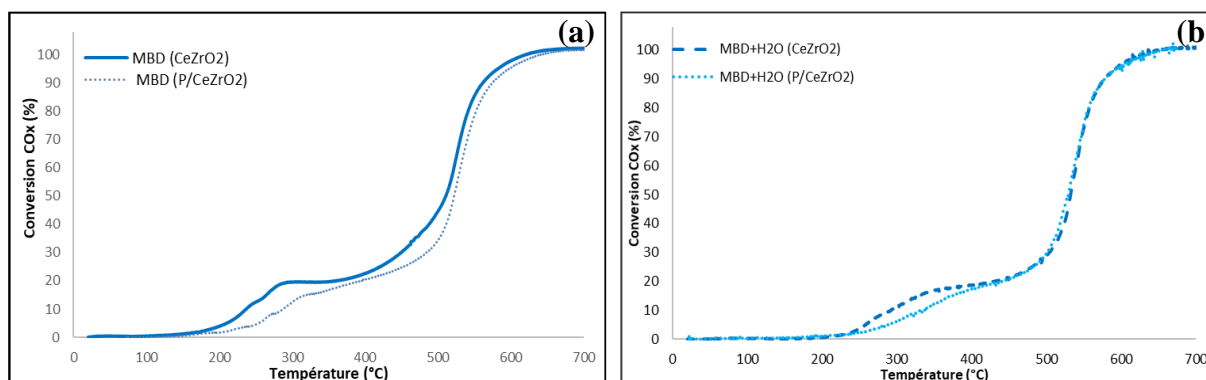 (a)
MBD (CeZrO2)
MBD (P/CeZrO2)
Conversion COx (%)
100
90
80
70
60
50
40
30
20
10
0
0 100 200 300 400 500 600 700
Température (°C)
(b)
MBD+H2O (CeZrO2)
MBD+H2O (P/CeZrO2)
Conversion COx (%)
100
90
80
70
60
50
40
30
20
10
0
0 100 200 300 400 500 600 700
Température (°C)